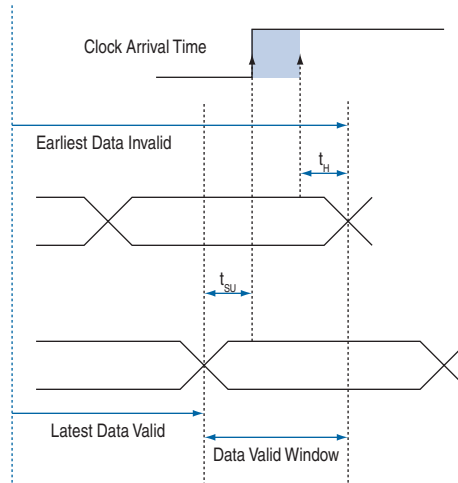 Clock Arrival Time
Earliest Data Invalid
tH
tSU
Latest Data Valid
Data Valid Window